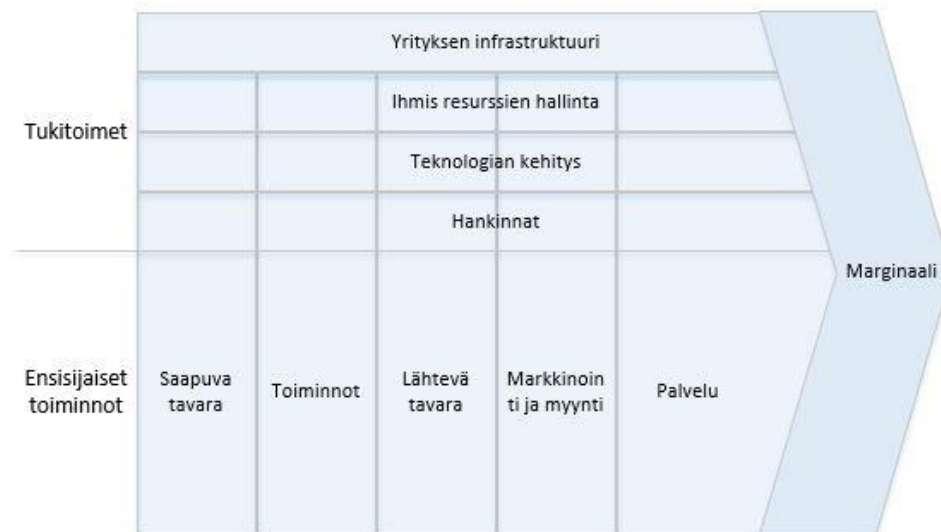 Yrityksen infrastruktuuri
Ihmis resurssien hallinta
Tukitoimet
Teknologian kehitys
Hankinnat
Marginaali
Ensisijaiset
toiminnot
Saapuva
tavara
Toiminnot
Lähtevä
tavara
Markkinoin
ti ja myynti
Palvelu